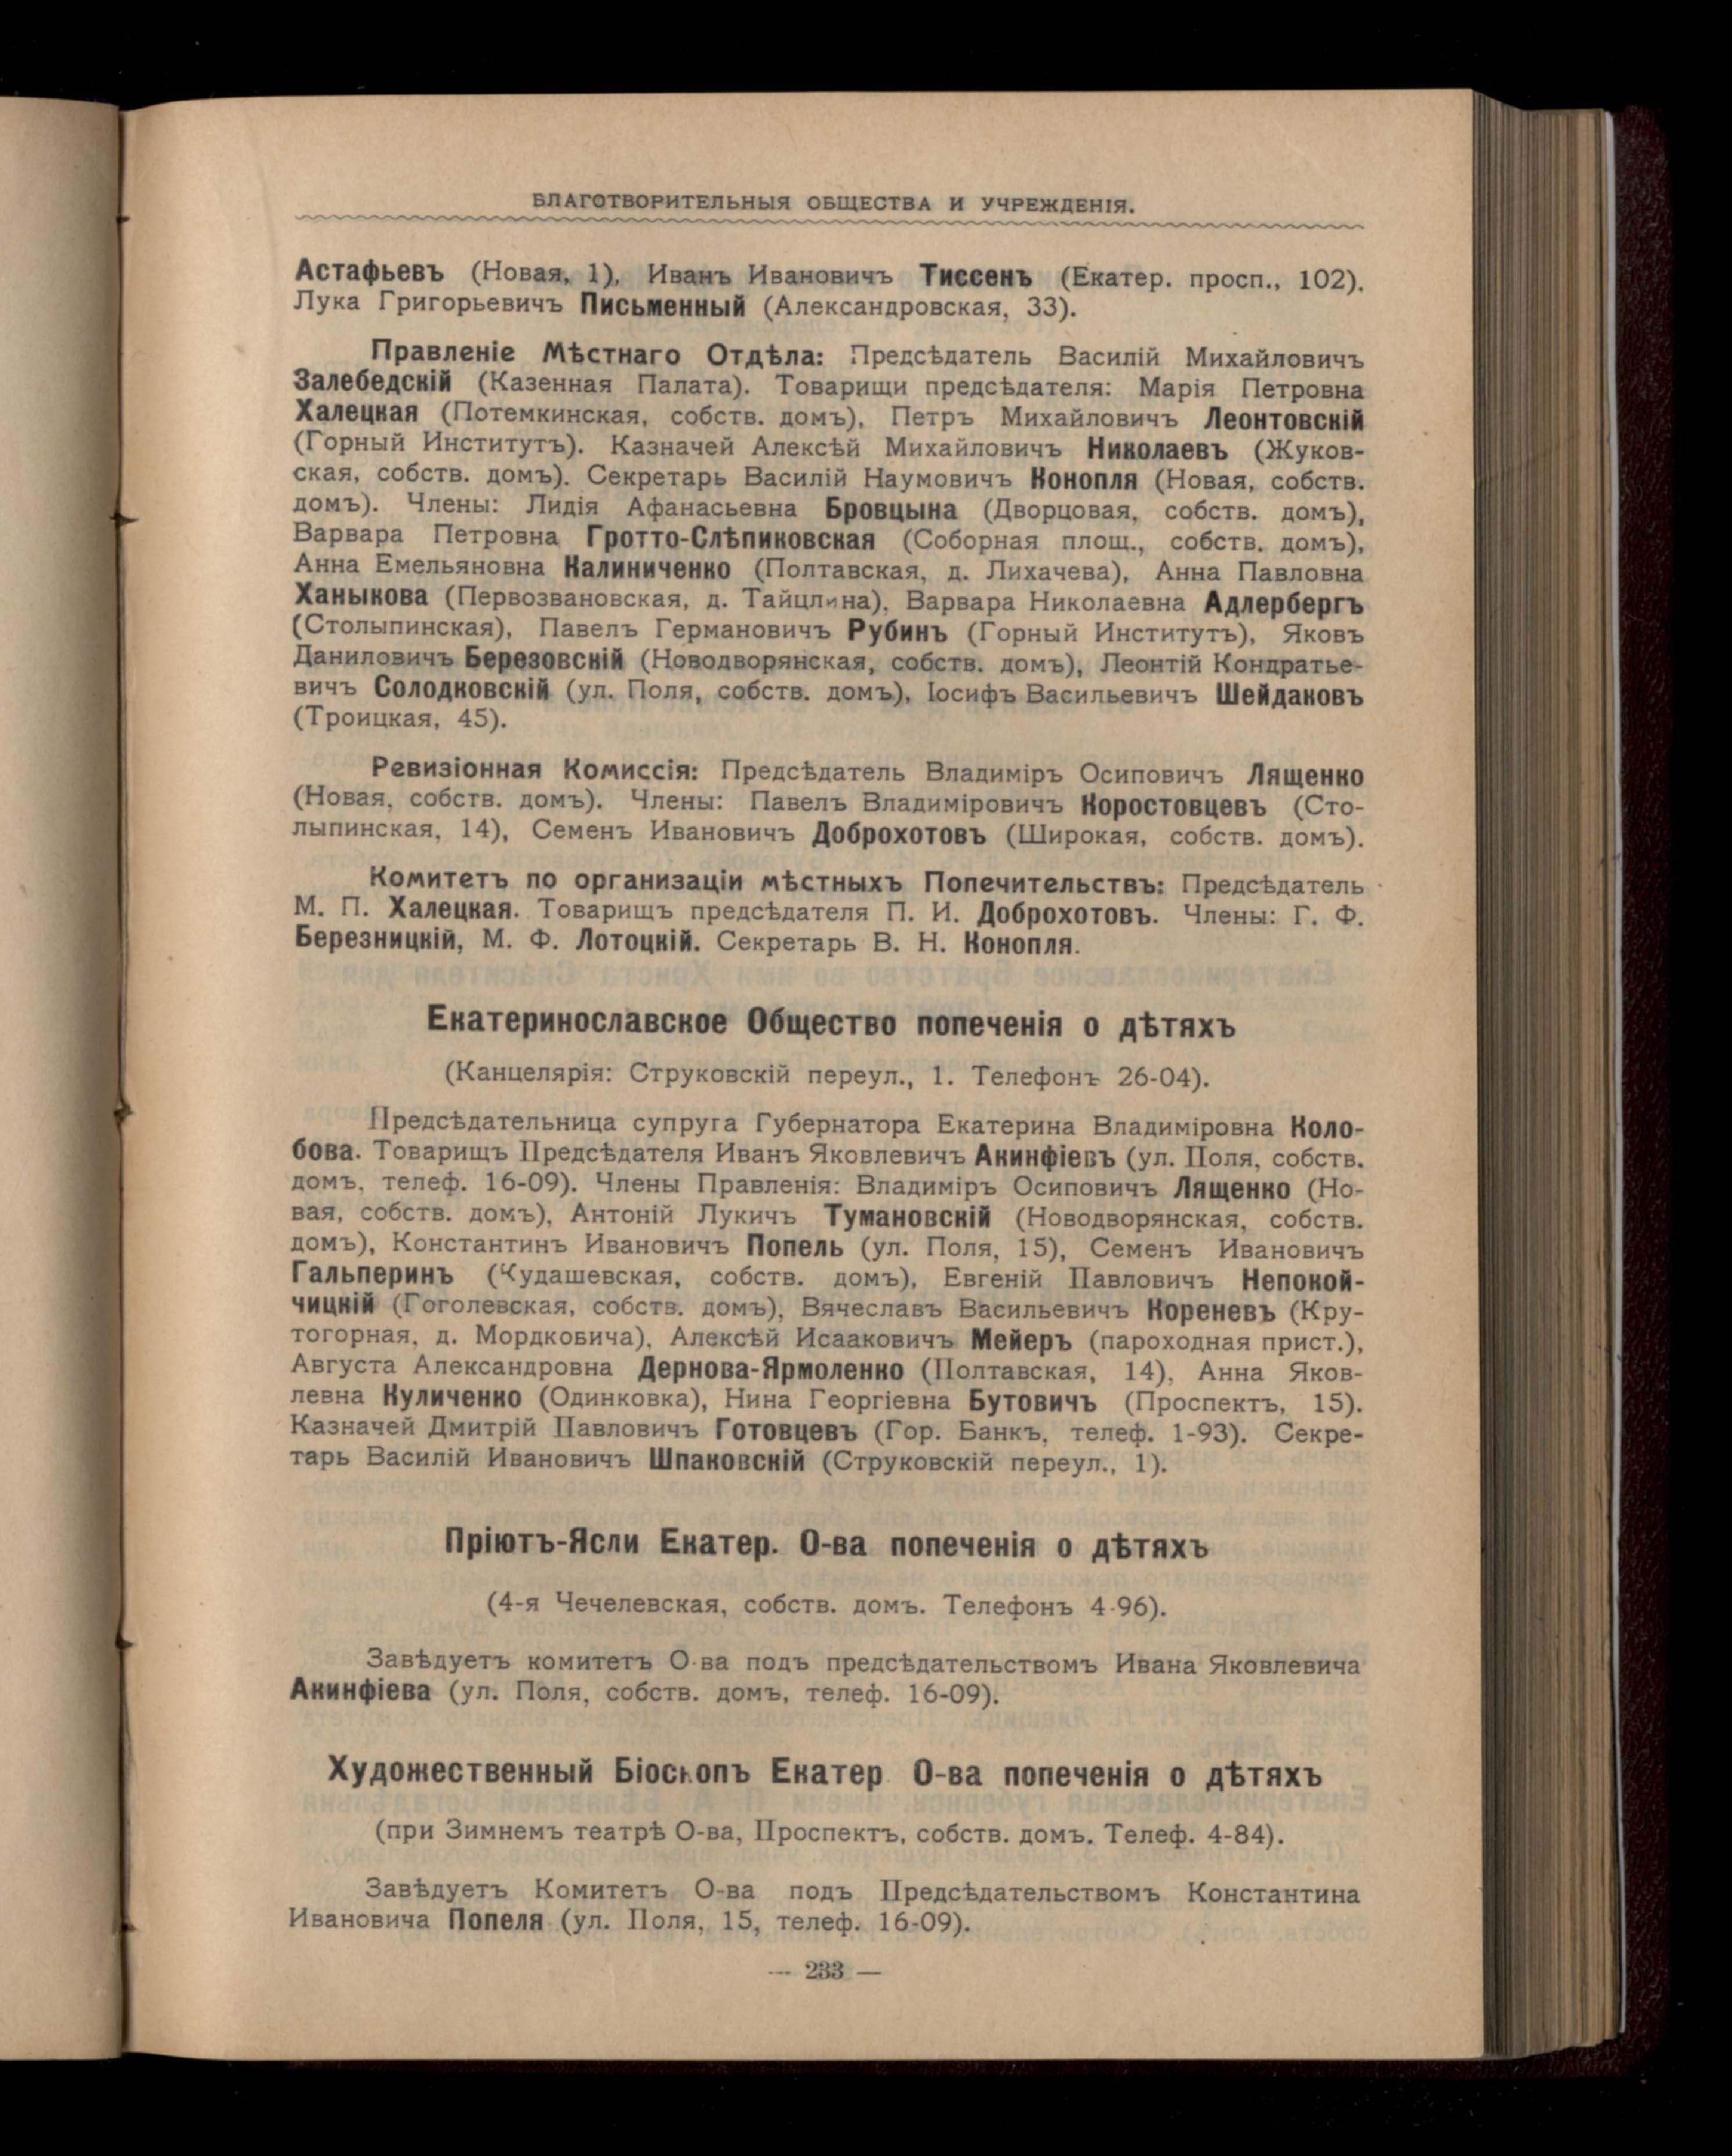 БЛАГОТВОРИТЕЛЬНЫЯ ОБЩЕСТВА И УЧРЕЖДЕНІЯ.
Астафьевъ (Новая, 1), Иванъ Ивановичъ Тиссенъ (Екатер. просп., 102),
Лука Григорьевичъ Письменный (Александровская, 33).
Правленіе Мѣстнаго Отдѣла: Предсѣдатель Василій Михайловичъ
Залебедскій (Казенная Палата). Товарищи предсѣдателя: Марія Петровна
Халецкая (Потемкинская, собств. домъ), Петръ Михайловичъ Леонтовскій
(Горный Институтъ). Казначей Алексѣй Михайловичъ Николаевъ (Жуков-
ская, собств. домъ). Секретарь Василій Наумовичъ Конопля (Новая, собств.
домъ). Члены: Лидія Афанасьевна Бровцына (Дворцовая, собств. домъ),
Варвара Петровна Гротто-Слѣпиковская (Соборная площ., собств. домъ),
Анна Емельяновна Калиниченко (Полтавская, д. Лихачева), Анна Павловна
Ханыкова (Первозвановская, д. Тайцлина), Варвара Николаевна Адлербергъ
(Столыпинская), Павелъ Германовичъ Рубинъ (Горный Институтъ), Яковъ
Даниловичъ Березовскій (Новодворянская, собств. домъ), Леонтій Кондратье-
вичъ Солодковскій (ул. Поля, собств. домъ), Іосифъ Васильевичъ Шейдаковъ
(Троицкая, 45).
Ревизіонная Комиссія: Предсѣдатель Владиміръ Осиповичъ Лященко
(Новая, собств. домъ). Члены: Павелъ Владиміровичъ Коростовцевъ (Сто-
лыпинская, 14), Семенъ Ивановичъ Доброхотовъ (Широкая, собств. домъ).
Комитетъ по организаціи мѣстныхъ Попечительствъ: Предсѣдатель
М. П. Халецкая. Товарищъ предсѣдателя П. И. Доброхотовъ. Члены: Г. Ф.
Березницкій, М. Ф. Лотоцкій. Секретарь В. Н. Конопля.
Екатеринославское Общество попеченія о дѣтяхъ
(Канцелярія: Струковскій переул., 1. Телефонъ 26-04).
Предсѣдательница супруга Губернатора Екатерина Владиміровна Коло-
бова. Товарищъ Предсѣдателя Иванъ Яковлевичъ Акинфіевъ (ул. Поля, собств.
домъ, телеф. 16-09). Члены Правленія: Владиміръ Осиповичъ Лященко (Но-
вая, собств. домъ), Антоній Лукичъ Тумановскій (Новодворянская, собств.
домъ), Константинъ Ивановичъ Попель (ул. Поля, 15), Семенъ Ивановичъ
Гальперинъ (Кудашевская, собств. домъ), Евгеній Павловичъ Непокой-
чицкій (Гоголевская, собств. домъ), Вячеславъ Васильевичъ Кореневъ (Кру-
тогорная, д. Мордковича), Алексѣй Исааковичъ Мейеръ (пароходная прист.),
Августа Александровна Дернова-Ярмоленко (Полтавская, 14), Анна Яков-
левна Куличенко (Одинковка), Нина Георгіевна Бутовичъ (Проспектъ, 15).
Казначей Дмитрій Павловичъ Готовцевъ (Гор. Банкъ, телеф. 1-93). Секре-
тарь Василій Ивановичъ Шпаковскій (Струковскій переул., 1).
Пріютъ-Ясли Екатер. О-ва попеченія о дѣтяхъ
(4-я Чечелевская, собств. домъ. Телефонъ 4-96).
Завѣдуетъ комитетъ О-ва подъ предсѣдательствомъ Ивана Яковлевича
Акинфіева (ул. Поля, собств. домъ, телеф. 16-09).
Художественный Біоскопъ Екатер О-ва попеченія о дѣтяхъ
(при Зимнемъ театрѣ О-ва, Проспектъ, собств. домъ. Телеф. 4-84).
Завѣдуетъ Комитетъ О-ва подъ Предсѣдательствомъ Константина
Ивановича Попеля (ул. Поля, 15, телеф. 16-09).
— 233 —